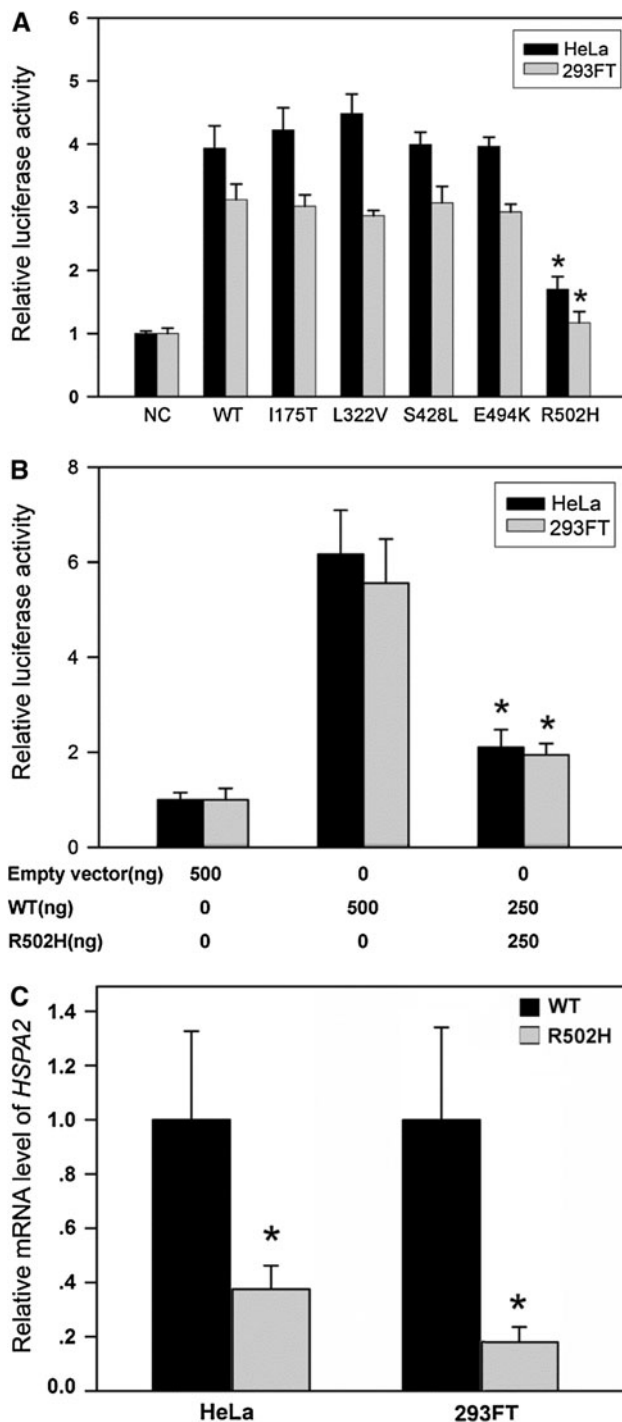 A
Relative luciferase activity
6
5
4
3
2
1
0
HeLa
293FT
* *
NC WT I175T L322V S428L E494K R502H
B
Relative luciferase activity
8
6
4
2
0
HeLa
293FT
* *
Empty vector(ng) 500 0 0
WT(ng) 0 500 250
R502H(ng) 0 0 250
C
Relative mRNA level of HSPA2
1.4
1.2
1.0
.8
.6
.4
.2
0.0
WT
R502H
* *
HeLa 293FT